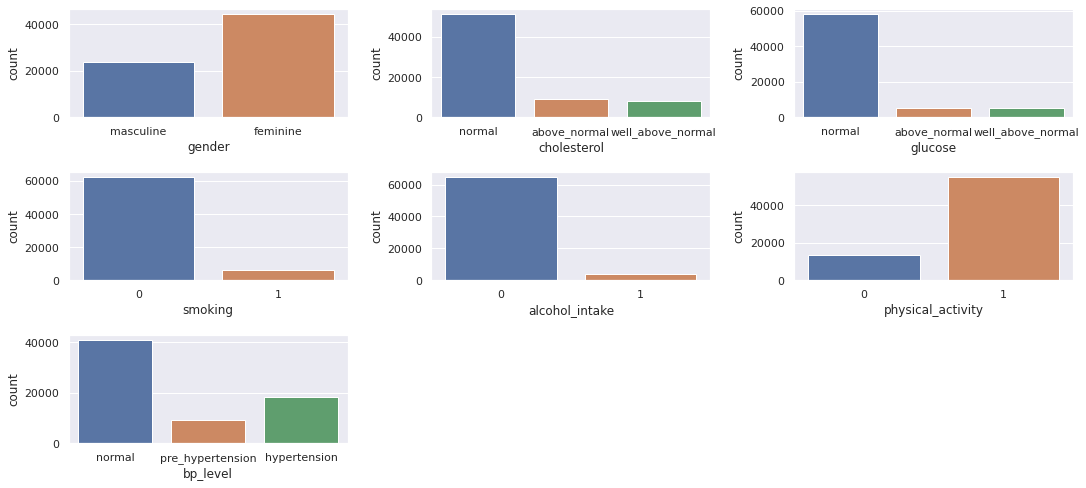 count
40000
20000
0
masculine feminine
gender
count
40000
20000
0
normal above_normal well_above_normal
cholesterol
count
60000
40000
20000
0
normal above_normal well_above_normal
glucose
count
60000
40000
20000
0
0 1
smoking
count
60000
40000
20000
0
0 1
alcohol_intake
count
40000
20000
0
0 1
physical_activity
count
40000
20000
0
normal pre_hypertension hypertension
bp_level